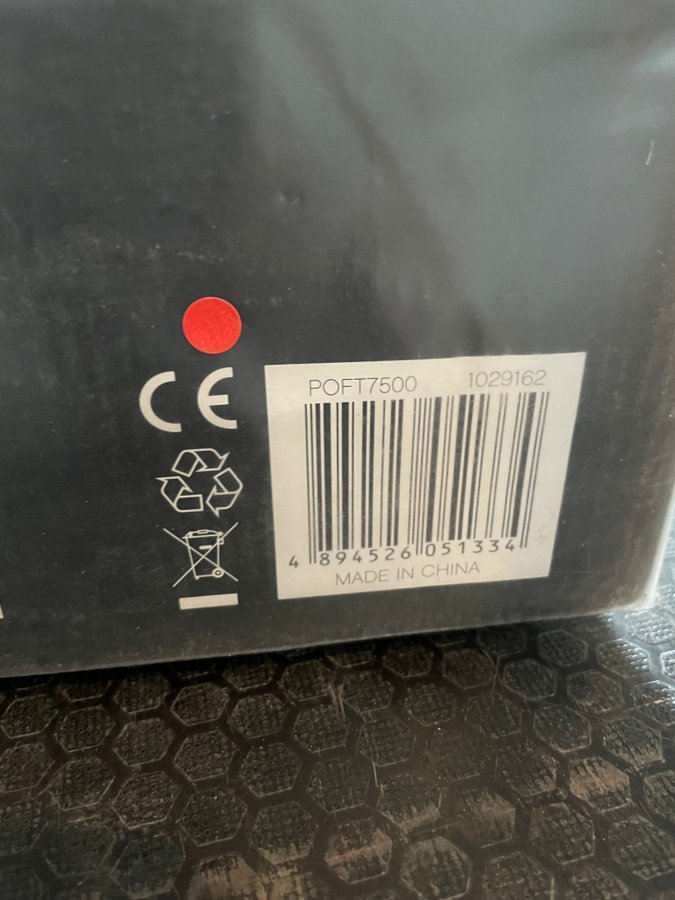 CE
POFT7500 1029162
4 894526 051334
MADE IN CHINA